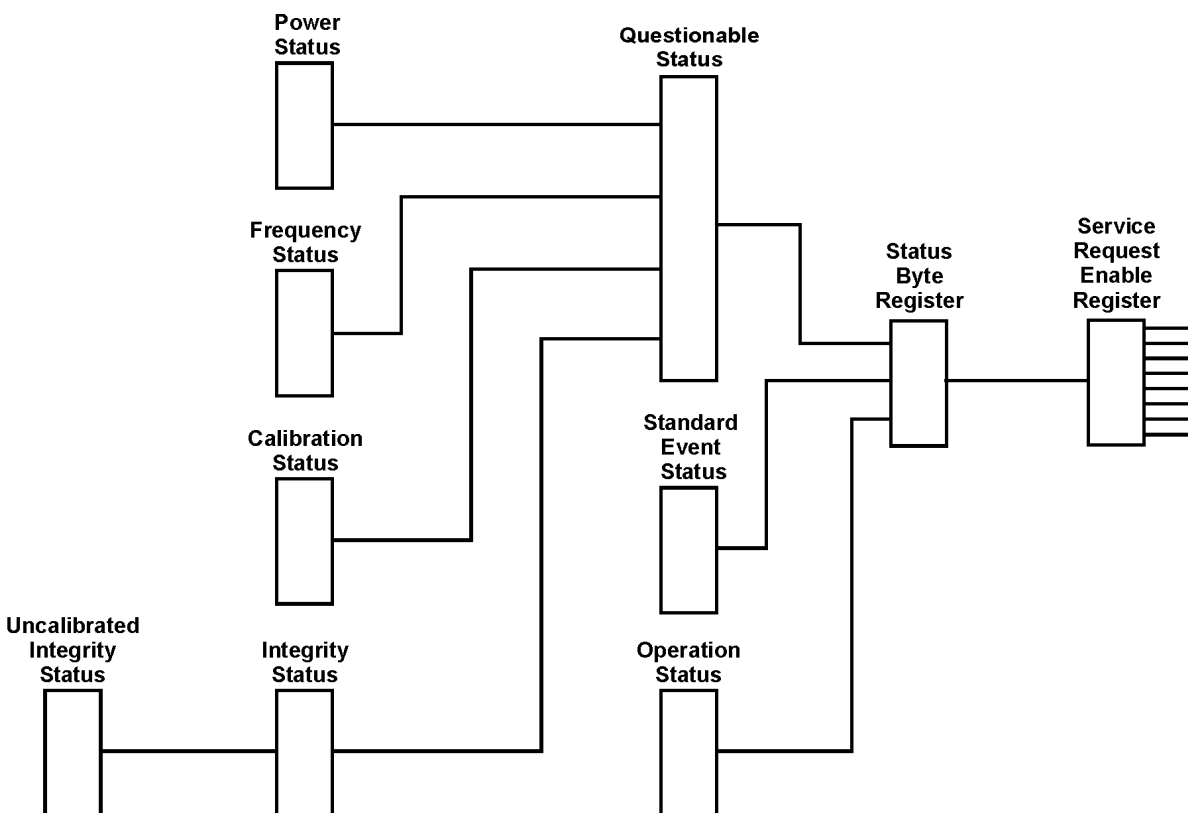 Power
Status
Questionable
Status
Frequency
Status
Status
Byte
Register
Service
Request
Enable
Register
Calibration
Status
Standard
Event
Status
Uncalibrated
Integrity
Status
Integrity
Status
Operation
Status